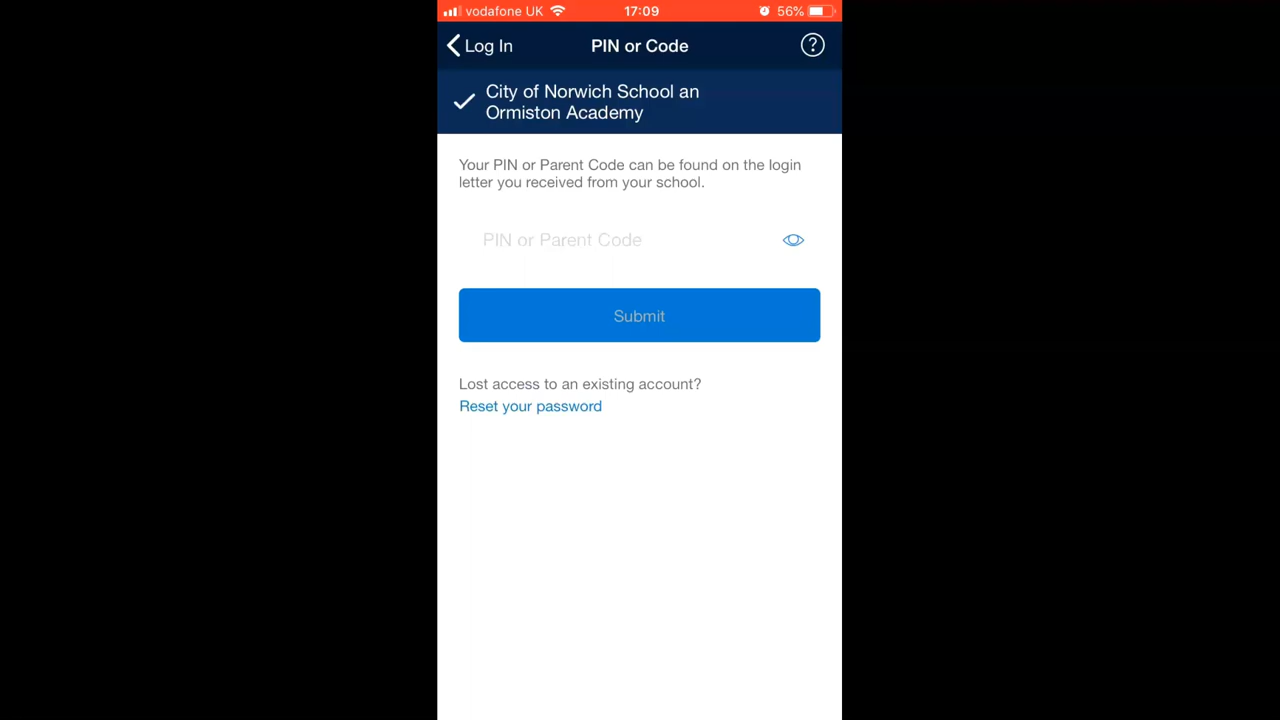 vodafone UK 17:09 56%
Log In PIN or Code ?
City of Norwich School an
Ormiston Academy
Your PIN or Parent Code can be found on the login
letter you received from your school.
PIN or Parent Code
Submit
Lost access to an existing account?
Reset your password